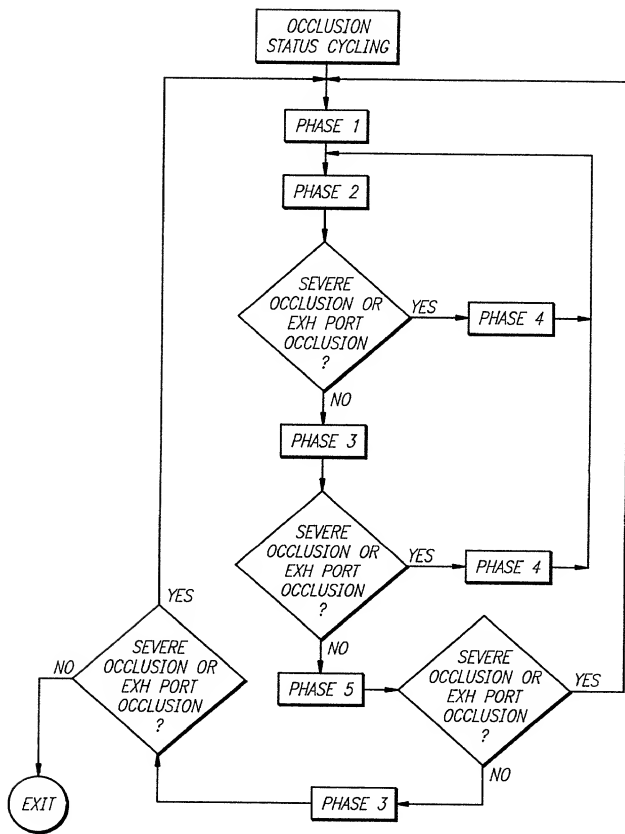 OCCLUSION
STATUS CYCLING
PHASE 1
PHASE 2
SEVERE
OCCLUSION OR
EXH PORT
OCCLUSION
?
YES
PHASE 4
NO
PHASE 3
SEVERE
OCCLUSION OR
EXH PORT
OCCLUSION
?
YES
PHASE 4
NO
PHASE 5
SEVERE
OCCLUSION OR
EXH PORT
OCCLUSION
?
YES
NO
PHASE 3
SEVERE
OCCLUSION OR
EXH PORT
OCCLUSION
?
YES
NO
EXIT